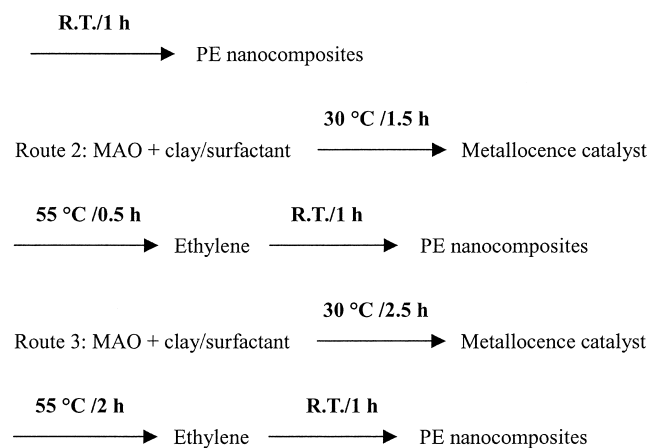 R.T./1 h
PE nanocomposites
30 °C /1.5 h
Route 2: MAO + clay/surfactant Metallocence catalyst
55 °C /0.5 h R.T./1 h
Ethylene PE nanocomposites
30 °C /2.5 h
Route 3: MAO + clay/surfactant Metallocence catalyst
55 °C /2 h R.T./1 h
Ethylene PE nanocomposites